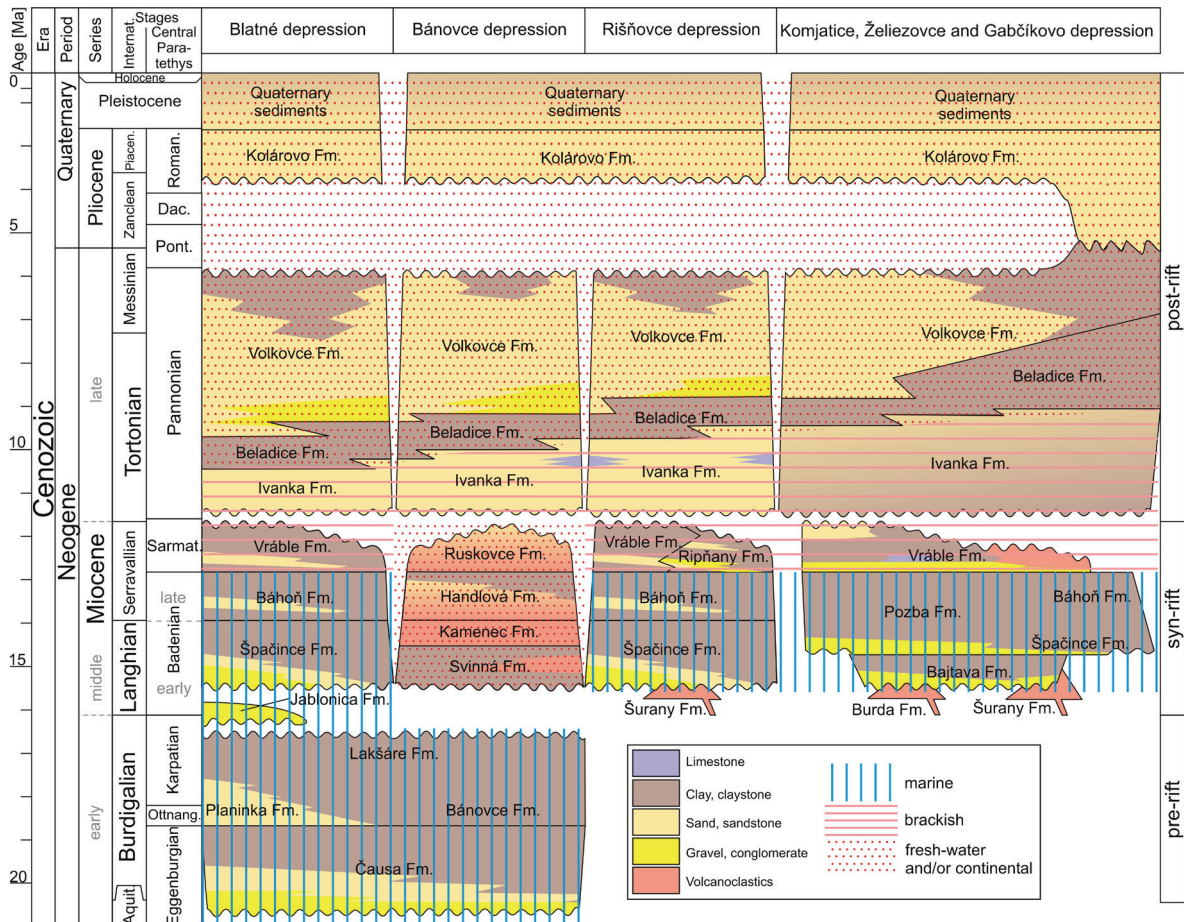 Age [Ma]
Era
Period
Series
Stages
Internat.
Central
Para-
tethys
Blatné depression
Bánovce depression
Rišňovce depression
Komjatice, Želiezovce and Gabčíkovo depression
0
5
10
15
20
Cenozoic
Quaternary
Neogene
Holocene
Pleistocene
Pliocene
Miocene
late
middle
early
Piacen.
Zanclean
Messinian
Tortonian
Serravallian
Langhian
Burdigalian
Aquit.
Roman.
Dac.
Pont.
Pannonian
Sarmat.
late
Badenian
early
Karpatian
Ottnang.
Eggenburgian
Quaternary
sediments
Quaternary
sediments
Quaternary
sediments
Kolárovo Fm.
Kolárovo Fm.
Kolárovo Fm.
Volkovce Fm.
Volkovce Fm.
Volkovce Fm.
Volkovce Fm.
Beladice Fm.
Beladice Fm.
Beladice Fm.
Beladice Fm.
Ivanka Fm.
Ivanka Fm.
Ivanka Fm.
Ivanka Fm.
Vráble Fm.
Ruskovce Fm.
Vráble Fm.
Ripňany Fm.
Vráble Fm.
Báhoň Fm.
Handlová Fm.
Báhoň Fm.
Pozba Fm.
Báhoň Fm.
Kamenec Fm.
Špačince Fm.
Svinná Fm.
Špačince Fm.
Špačince Fm.
Bajtava Fm.
Jablonica Fm.
Šurany Fm.
Burda Fm.
Šurany Fm.
Lakšáre Fm.
Planinka Fm.
Bánovce Fm.
Čausa Fm.
post-rift
syn-rift
pre-rift
Limestone
Clay, claystone
Sand, sandstone
Gravel, conglomerate
Volcanoclastics
marine
brackish
fresh-water
and/or continental